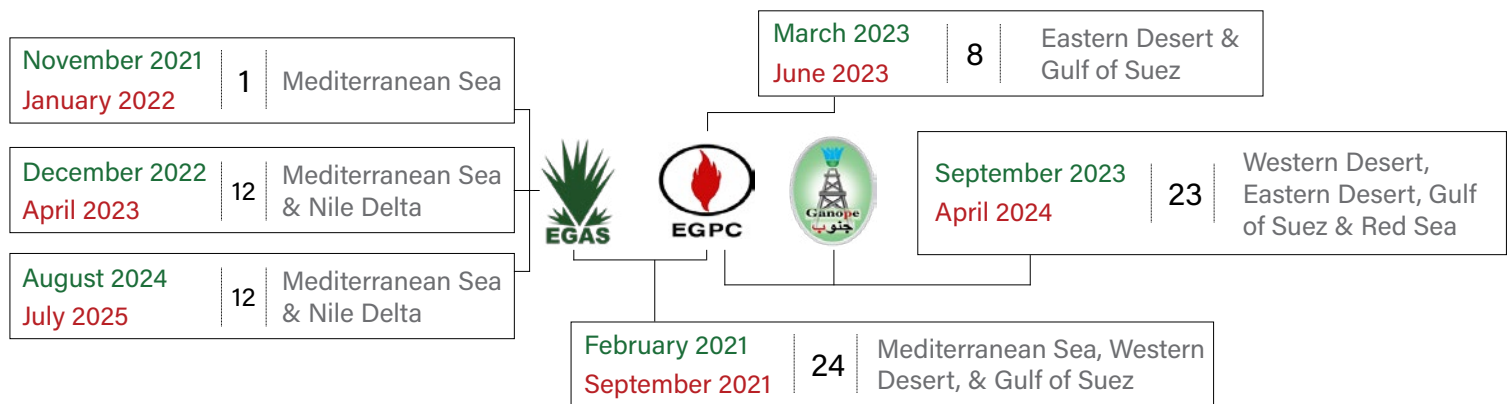 March 2023
June 2023
8
Eastern Desert &
Gulf of Suez
November 2021
January 2022
1
Mediterranean Sea
December 2022
April 2023
12
Mediterranean Sea
& Nile Delta
August 2024
July 2025
12
Mediterranean Sea
& Nile Delta
EGAS
EGPC
Ganope
جنوب
September 2023
April 2024
23
Western Desert,
Eastern Desert, Gulf
of Suez & Red Sea
February 2021
September 2021
24
Mediterranean Sea, Western
Desert, & Gulf of Suez